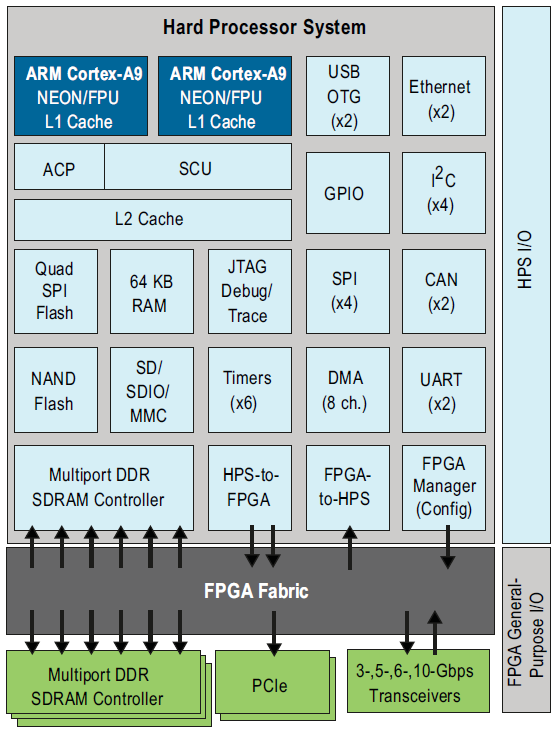 Hard Processor System
ARM Cortex-A9
NEON/FPU
L1 Cache
ARM Cortex-A9
NEON/FPU
L1 Cache
USB
OTG
(x2)
Ethernet
(x2)
ACP
SCU
GPIO
I²C
(x4)
L2 Cache
Quad
SPI
Flash
64 KB
RAM
JTAG
Debug/
Trace
SPI
(x4)
CAN
(x2)
NAND
Flash
SD/
SDIO/
MMC
Timers
(x6)
DMA
(8 ch.)
UART
(x2)
Multiport DDR
SDRAM Controller
HPS-to-
FPGA
FPGA-
to-HPS
FPGA
Manager
(Config)
HPS I/O
FPGA Fabric
FPGA General-
Purpose I/O
Multiport DDR
SDRAM Controller
PCIe
3-,5-,6-,10-Gbps
Transceivers